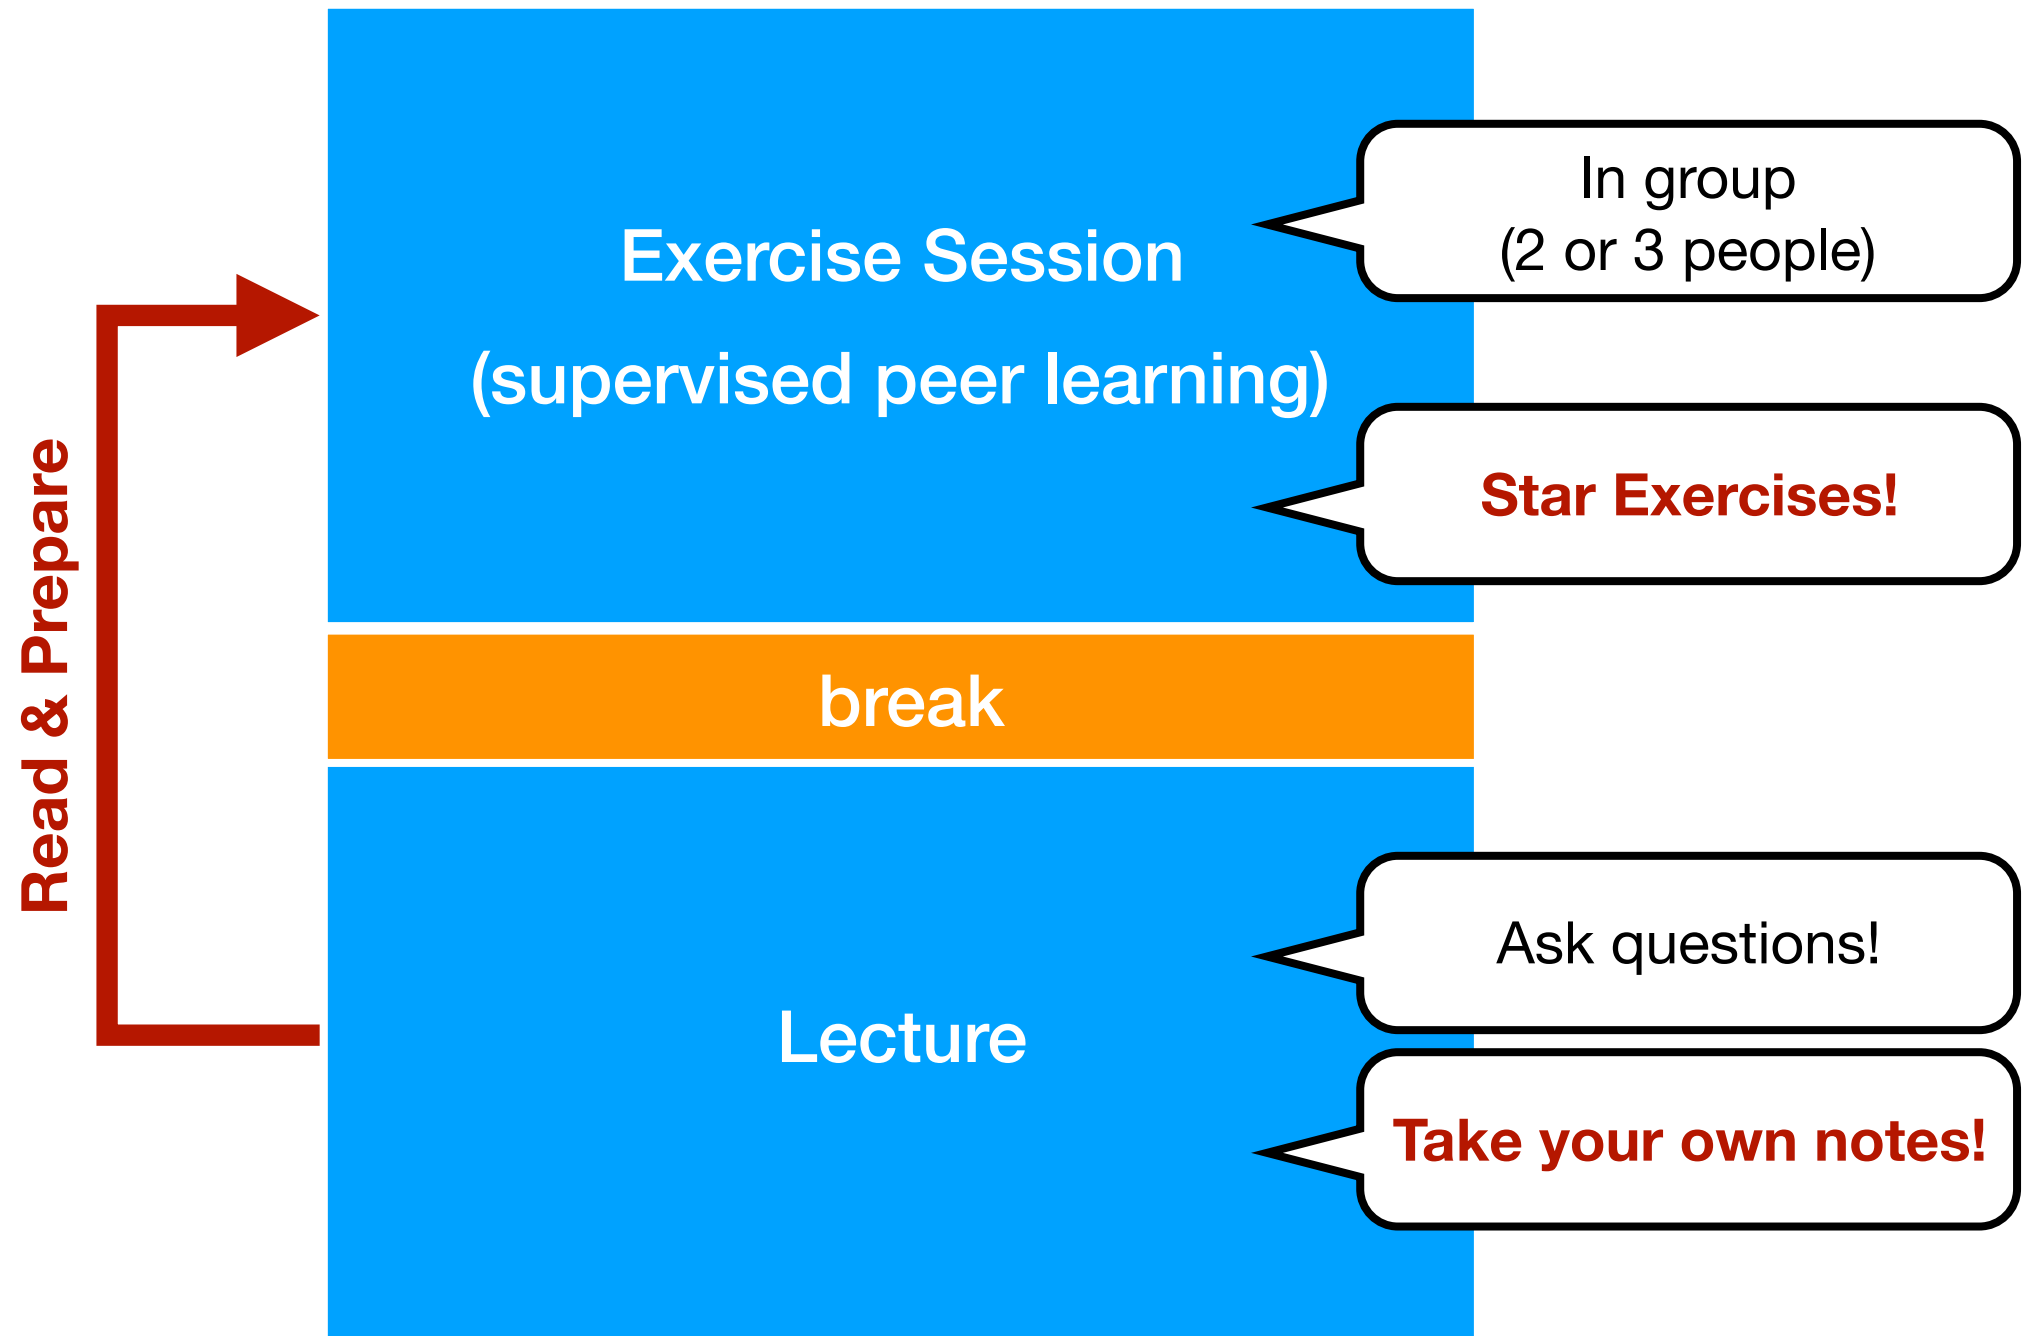 Exercise Session
(supervised peer learning)
In group
(2 or 3 people)
Star Exercises!
Read & Prepare
break
Lecture
Ask questions!
Take your own notes!